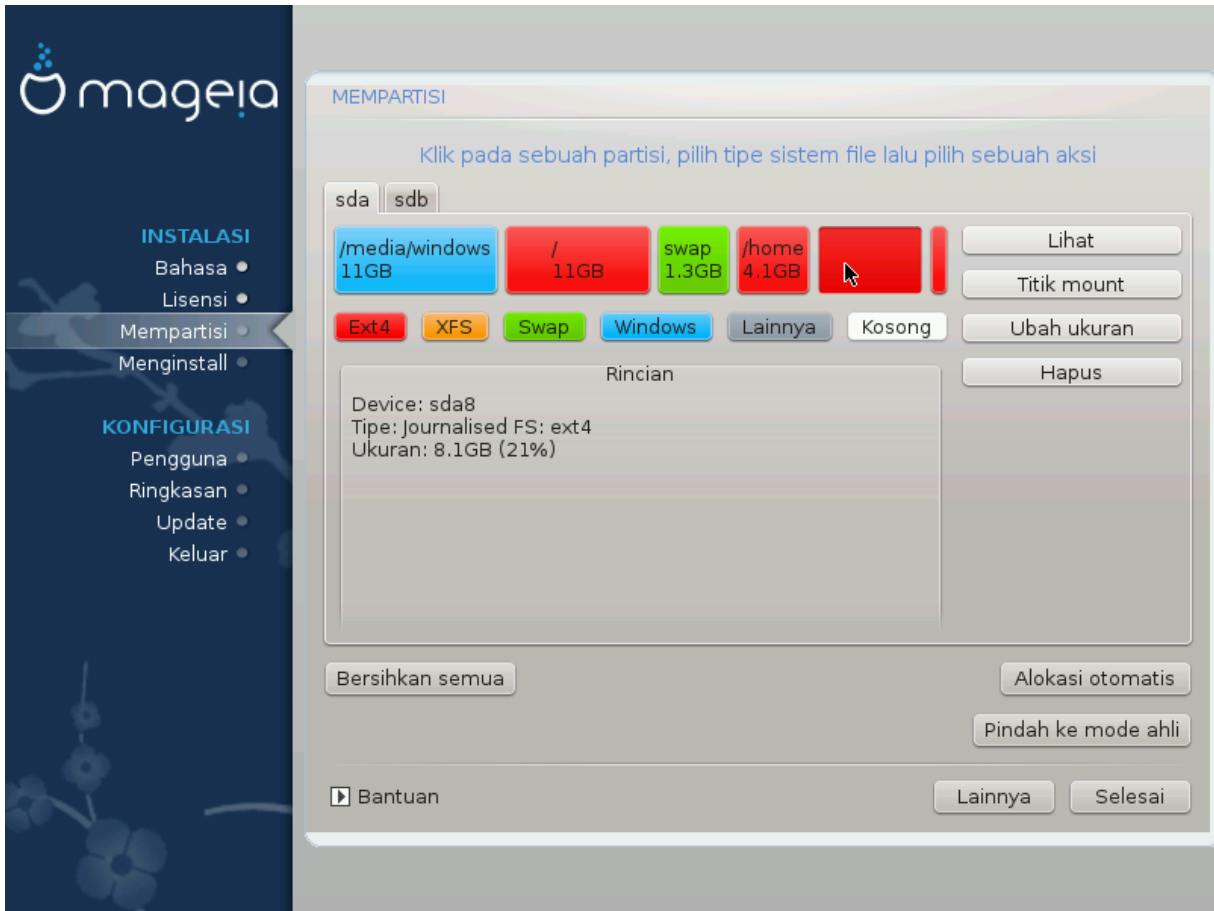 mageia
INSTALASI
Bahasa
Lisensi
Mempartisi
Menginstall
KONFIGURASI
Pengguna
Ringkasan
Update
Keluar
MEMPARTISI
Klik pada sebuah partisi, pilih tipe sistem file lalu pilih sebuah aksi
sda sdb
/media/windows / swap /home
11GB 11GB 1.3GB 4.1GB
Ext4 XFS Swap Windows Lainnya Kosong
Lihat
Titik mount
Ubah ukuran
Hapus
Rincian
Device: sda8
Tipe: Journalised FS: ext4
Ukuran: 8.1GB (21%)
Bersihkan semua Alokasi otomatis
Pindah ke mode ahli
Bantuan Lainnya Selesai